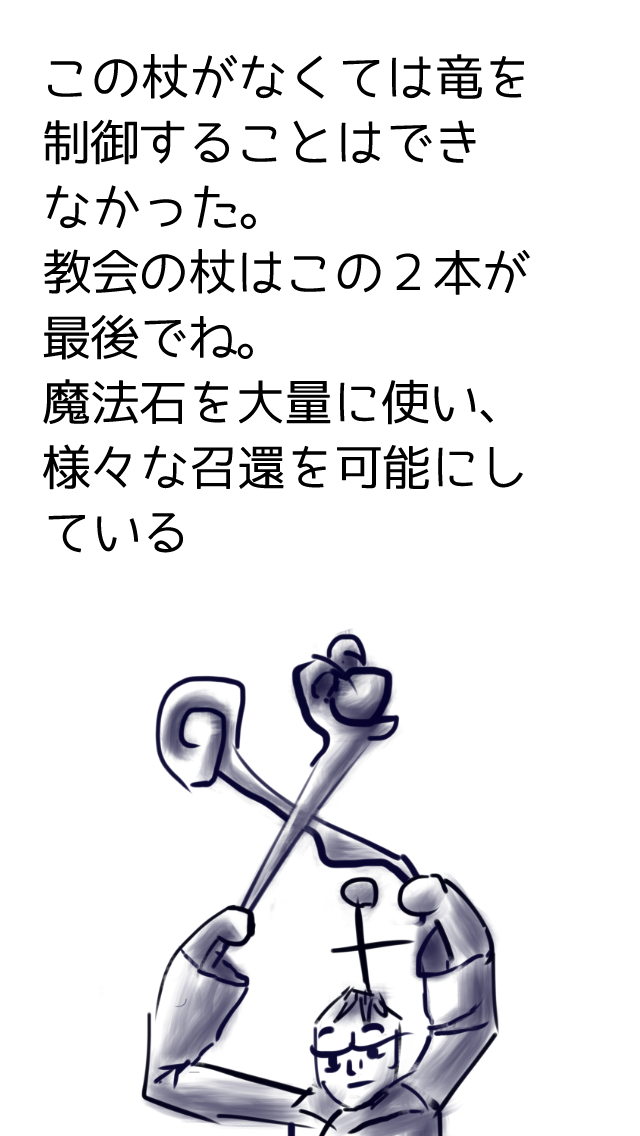 この杖がなくては竜を
制御することはでき
なかった。
教会の杖はこの２本が
最後でね。
魔法石を大量に使い、
様々な召還を可能にし
ている